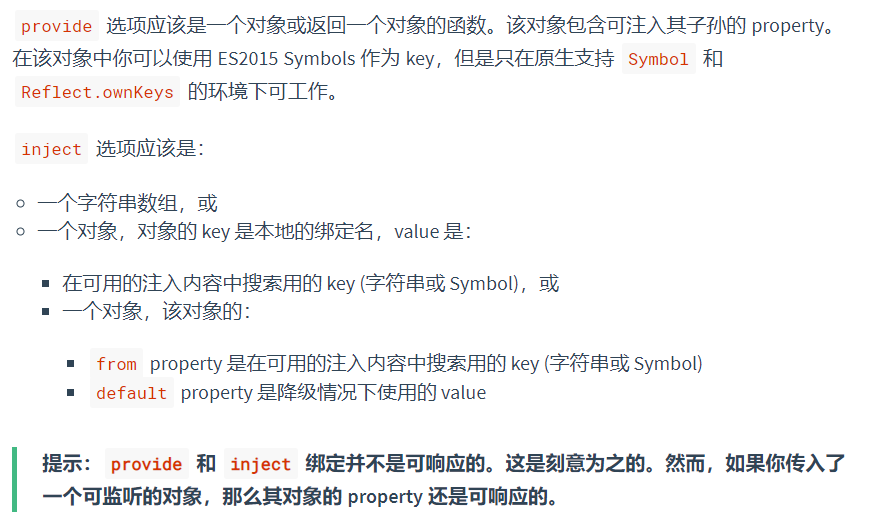 provide 选项应该是一个对象或返回一个对象的函数。该对象包含可注入其子孙的 property。
在该对象中你可以使用 ES2015 Symbols 作为 key，但是只在原生支持 Symbol 和
Reflect.ownKeys 的环境下可工作。
inject 选项应该是：
一个字符串数组，或
一个对象，对象的 key 是本地的绑定名，value 是：
在可用的注入内容中搜索用的 key (字符串或 Symbol)，或
一个对象，该对象的：
from property 是在可用的注入内容中搜索用的 key (字符串或 Symbol)
default property 是降级情况下使用的 value
提示：provide 和 inject 绑定并不是可响应的。这是刻意为之的。然而，如果你传入了
一个可监听的对象，那么其对象的 property 还是可响应的。